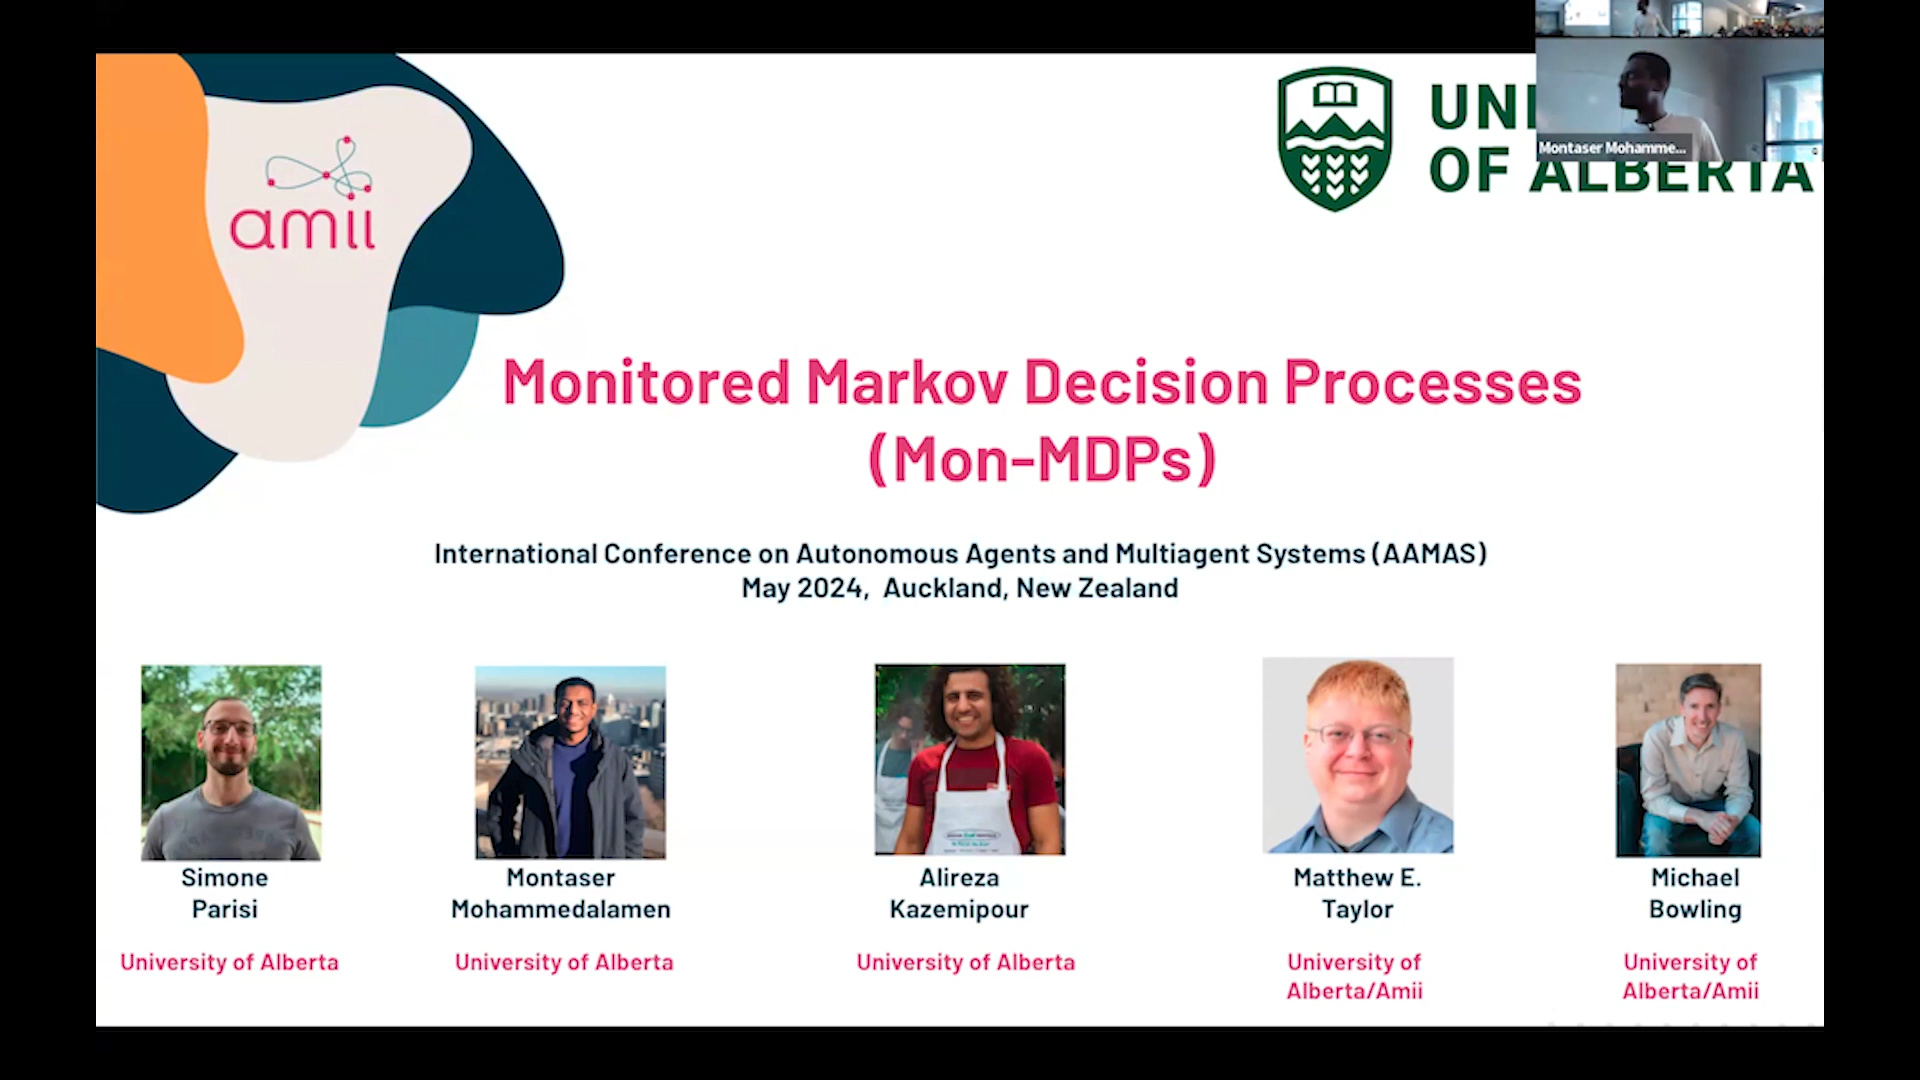 amii
UNI
OF ALBERTA
Montaser Mohamme...
Monitored Markov Decision Processes
(Mon-MDPs)
International Conference on Autonomous Agents and Multiagent Systems (AAMAS)
May 2024, Auckland, New Zealand
Simone
Parisi
University of Alberta
Montaser
Mohammedalamen
University of Alberta
Alireza
Kazemipour
University of Alberta
Matthew E.
Taylor
University of
Alberta/Amii
Michael
Bowling
University of
Alberta/Amii